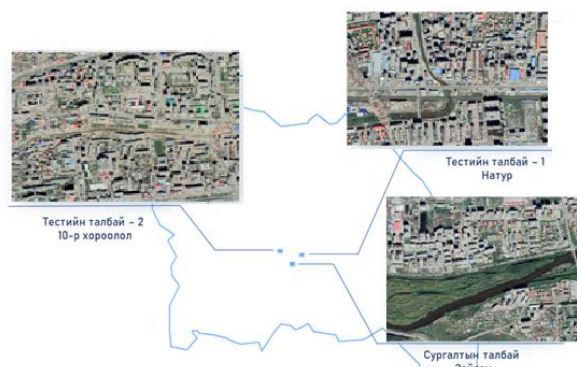 Тестийн талбай – 1
Натур
Тестийн талбай – 2
10-р хороолол
Сургалтын талбай